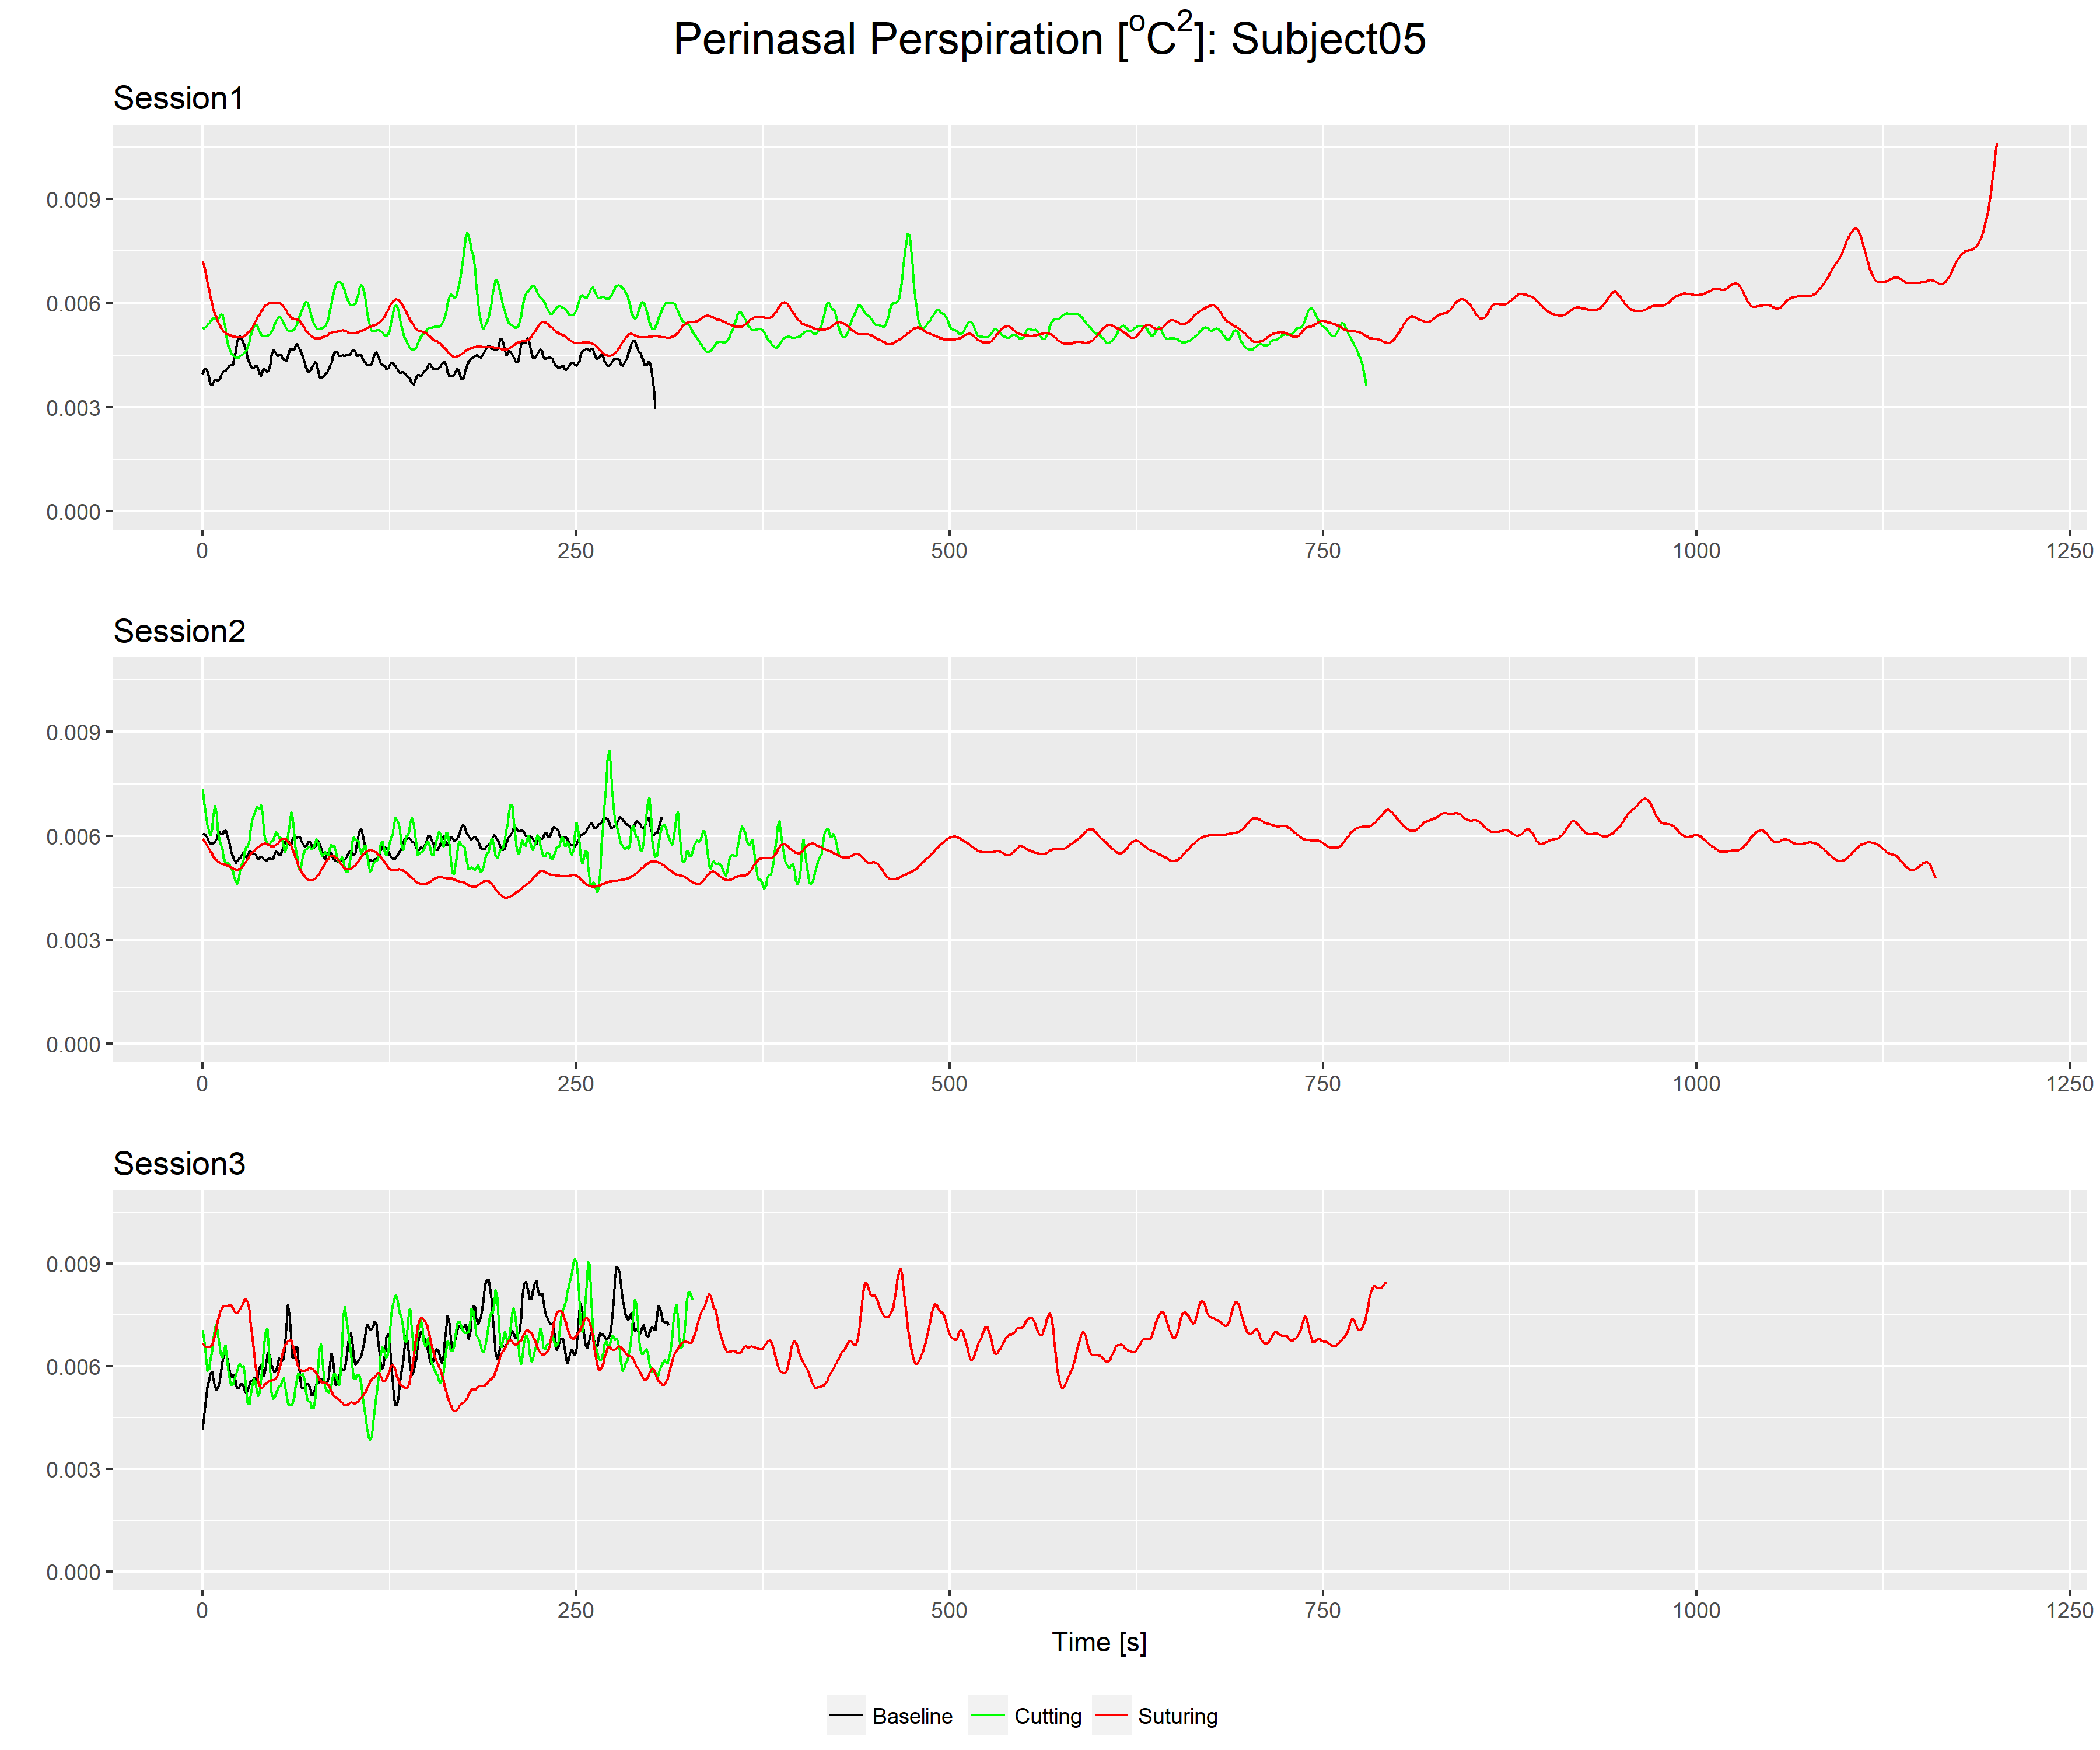 Perinasal Perspiration [°C²]: Subject05
Session1
0.009
0.006
0.003
0.000
0 250 500 750 1000 1250
Session2
0.009
0.006
0.003
0.000
0 250 500 750 1000 1250
Session3
0.009
0.006
0.003
0.000
0 250 500 750 1000 1250
Time [s]
Baseline Cutting Suturing